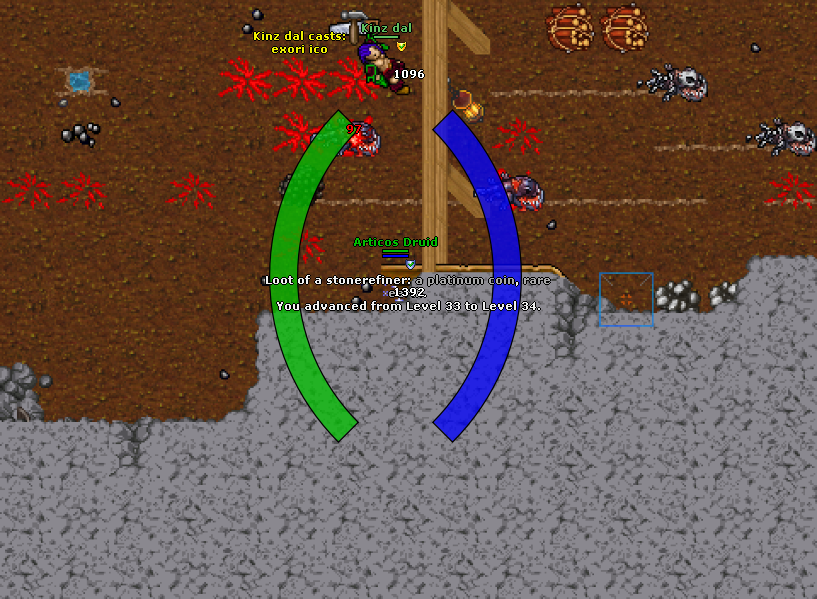 Kinz dal
Kinz dal casts:
exori ico
1096
9
Articos Druid
Loot of a stonerefiner: a platinum coin, rare
1392
You advanced from Level 33 to Level 34.